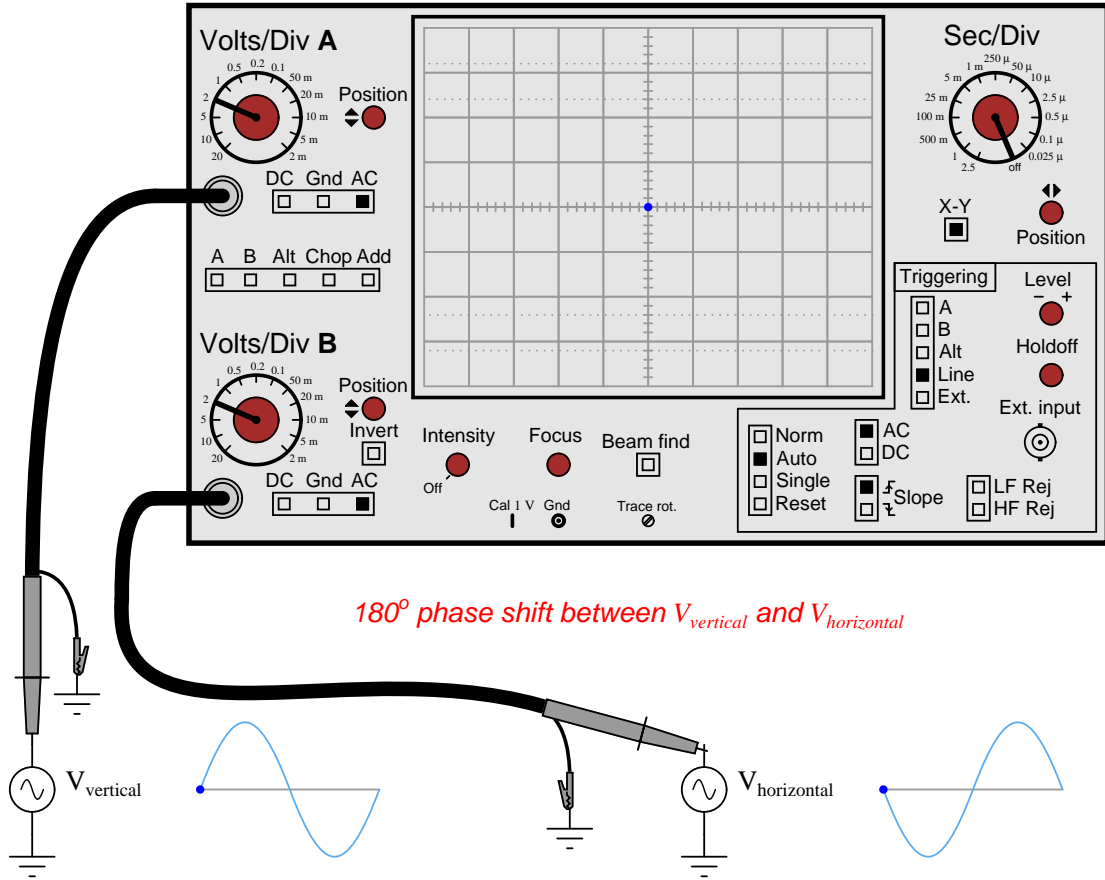 Volts/Div A
0.5 0.2 0.1
1 50 m
2 20 m
5 10 m
10 5 m
20 2 m
Position
DC Gnd AC
A B Alt Chop Add
Volts/Div B
0.5 0.2 0.1
1 50 m
2 20 m
5 10 m
10 5 m
20 2 m
Position
Invert
DC Gnd AC
Intensity
Off
Focus
Beam find
Cal 1 V Gnd
Trace rot.
Sec/Div
250 µ
1 m 50 µ
5 m 10 µ
25 m 2.5 µ
100 m 0.5 µ
500 m 0.1 µ
1 0.025 µ
2.5 off
X-Y
Position
Triggering
A
B
Alt
Line
Ext.
Level
− +
Holdoff
Ext. input
Norm
Auto
Single
Reset
AC
DC
Slope
LF Rej
HF Rej
180° phase shift between Vvertical and Vhorizontal
Vvertical
Vhorizontal